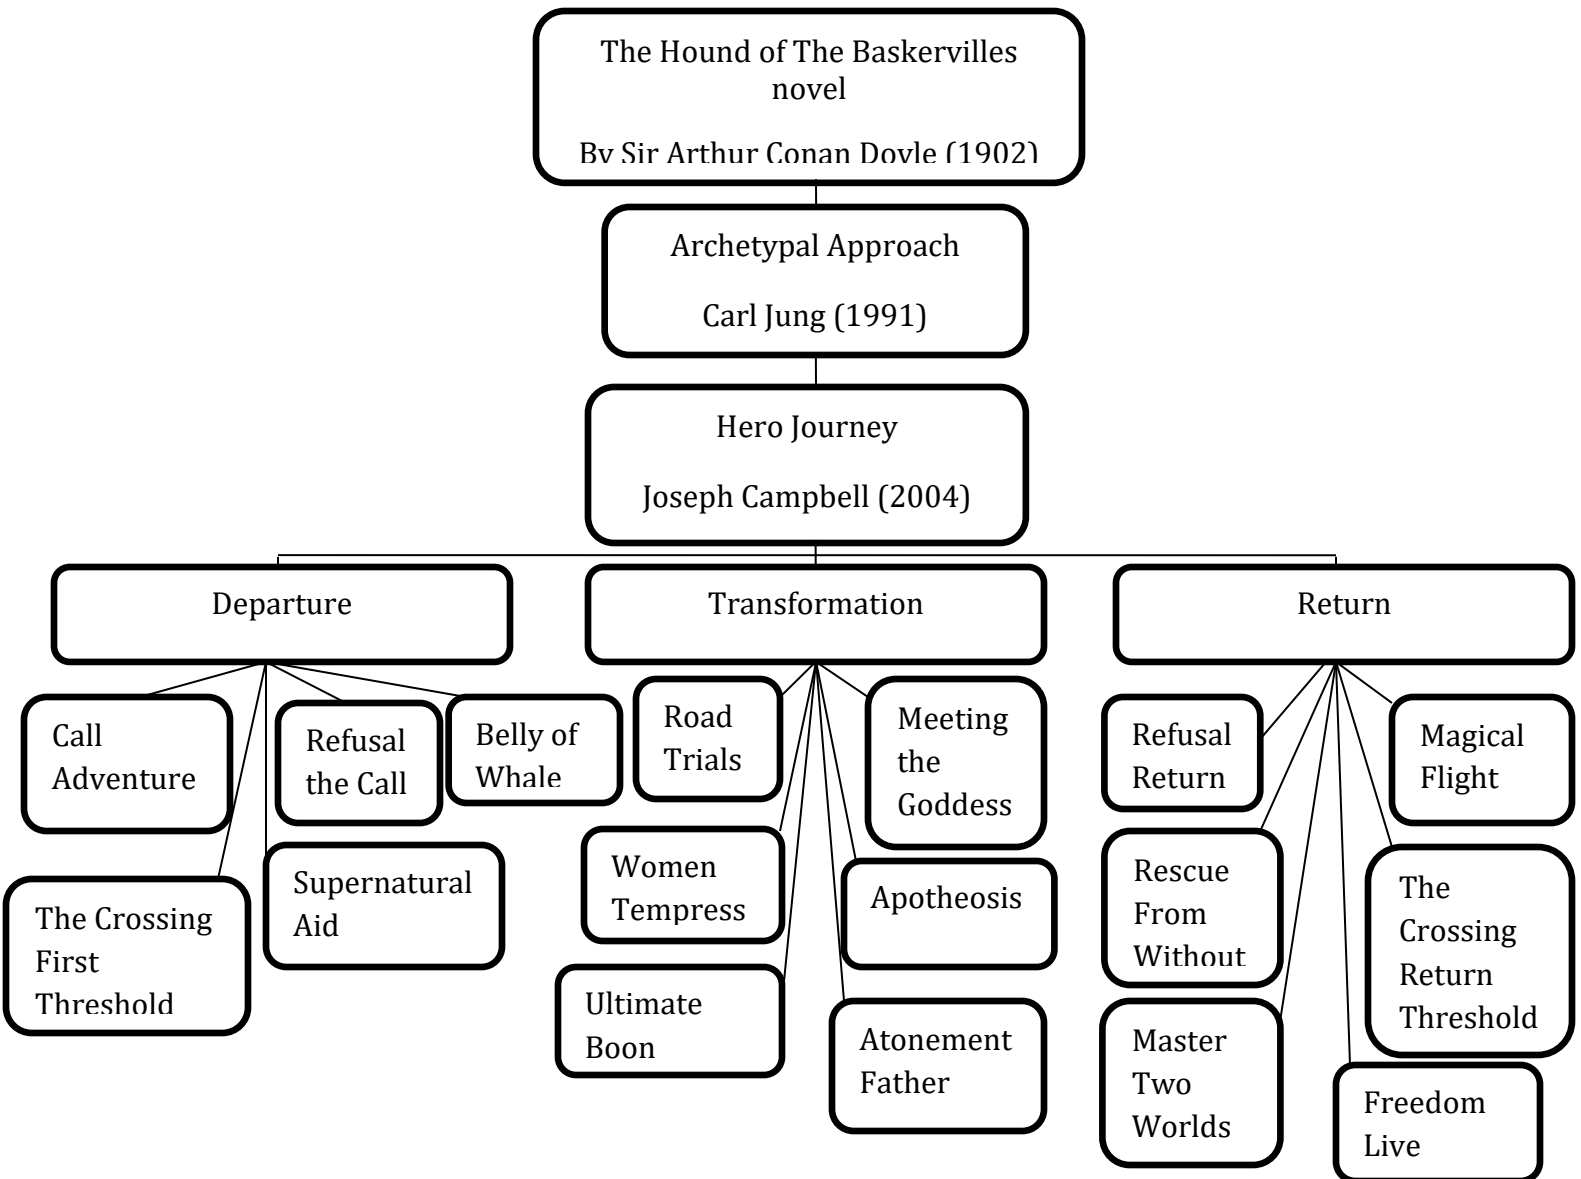 The Hound of The Baskervilles
novel
By Sir Arthur Conan Doyle (1902)
Archetypal Approach
Carl Jung (1991)
Hero Journey
Joseph Campbell (2004)
Departure
Transformation
Return
Call
Adventure
Refusal
the Call
Belly of
Whale
The Crossing
First
Threshold
Supernatural
Aid
Road
Trials
Meeting
the
Goddess
Women
Tempress
Apotheosis
Ultimate
Boon
Atonement
Father
Refusal
Return
Magical
Flight
Rescue
From
Without
The
Crossing
Return
Threshold
Master
Two
Worlds
Freedom
Live